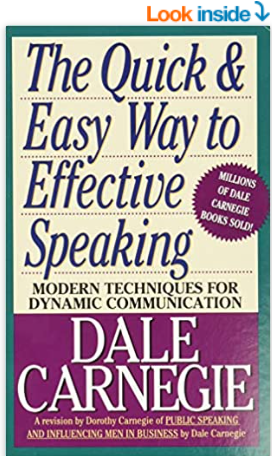 Look inside
The Quick &
Easy Way to
Effective
Speaking
MILLIONS
OF DALE
CARNEGIE
BOOKS SOLD!
MODERN TECHNIQUES FOR
DYNAMIC COMMUNICATION
DALE
CARNEGIE
A revision by Dorothy Carnegie of PUBLIC SPEAKING
AND INFLUENCING MEN IN BUSINESS by Dale Carnegie